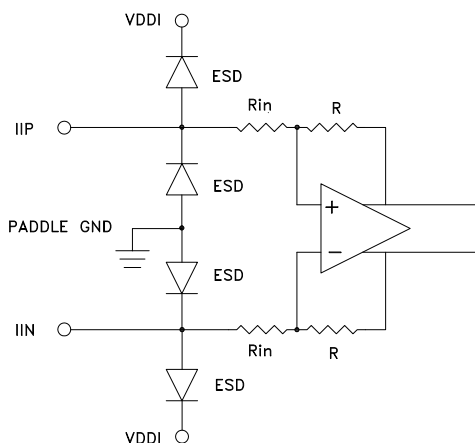 VDDI
ESD
Rin
R
IIP
ESD
+
PADDLE GND
−
ESD
IIN
Rin
R
ESD
VDDI